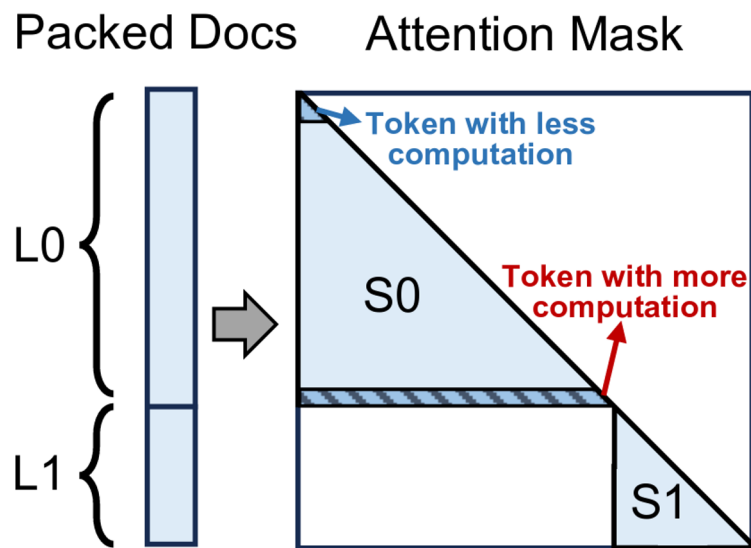 Packed Docs
Attention Mask
Token with less
computation
L0
S0
Token with more
computation
L1
S1